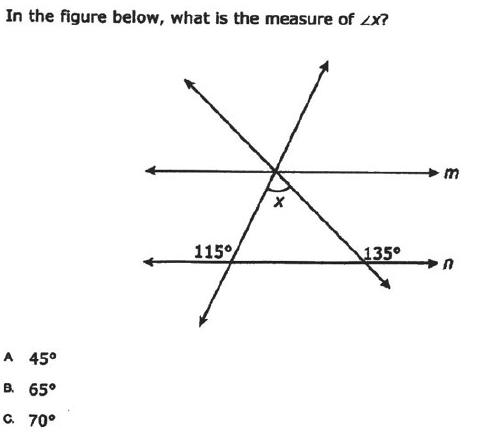 In the figure below, what is the measure of ∠x?
m
x
115° 135°
n
A 45°
B. 65°
C. 70°